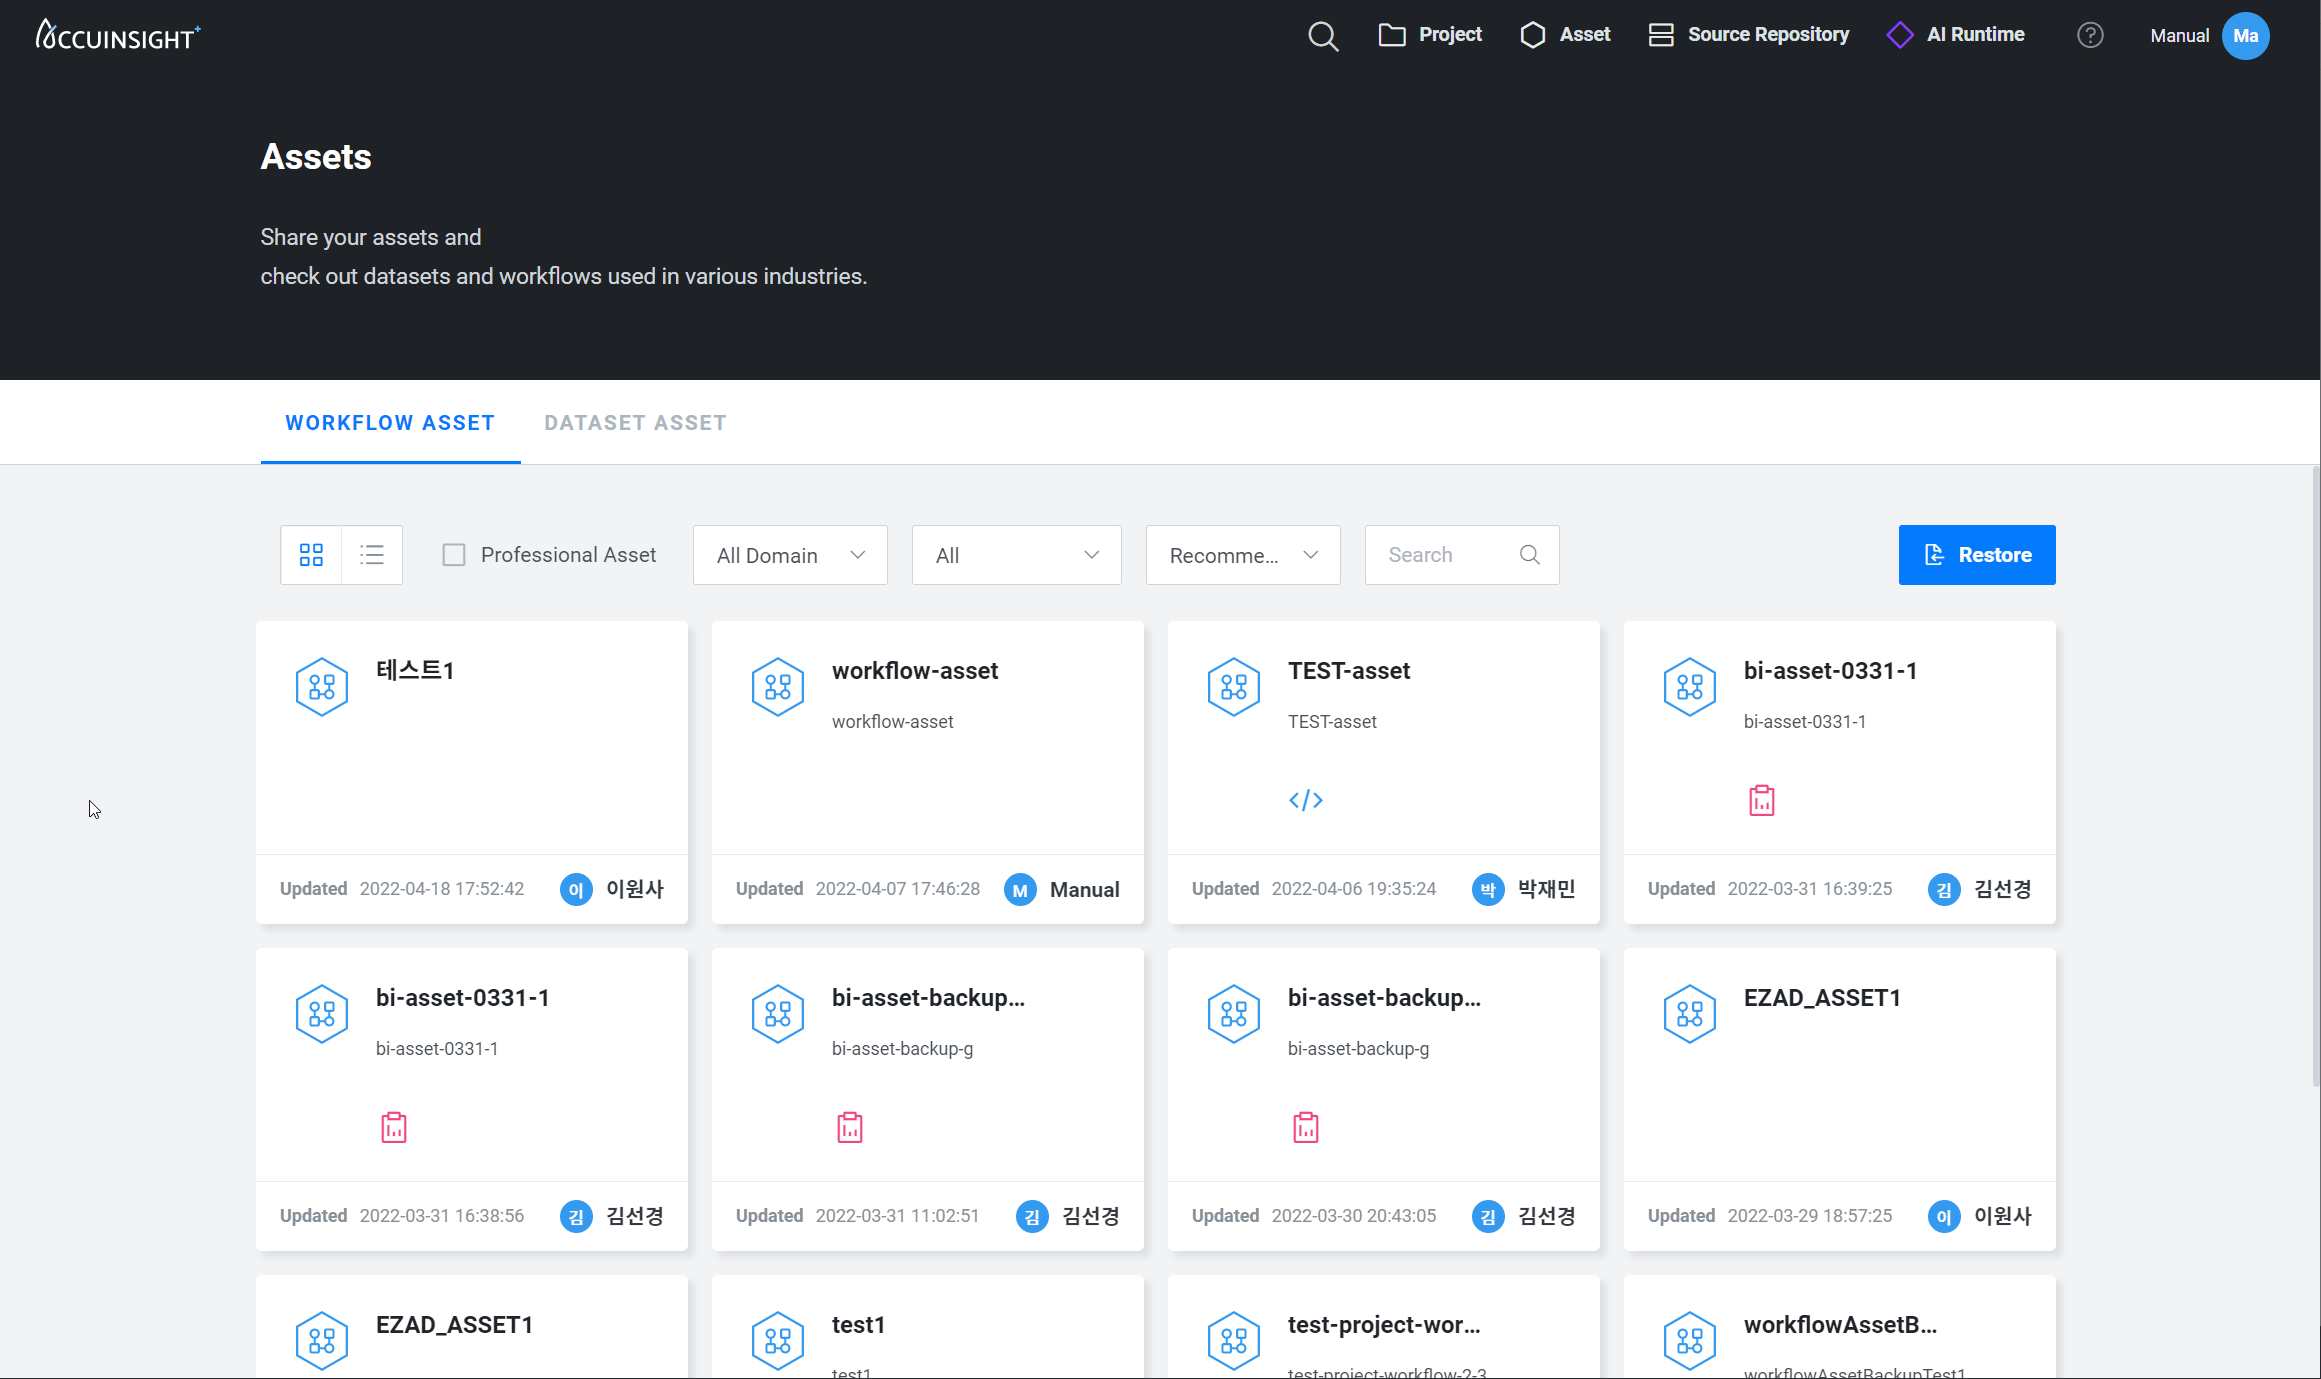 ACCUINSIGHT+
Project
Asset
Source Repository
AI Runtime
?
Manual
Ma
Assets
Share your assets and
check out datasets and workflows used in various industries.
WORKFLOW ASSET
DATASET ASSET
Professional Asset
All Domain
All
Recomme...
Search
Restore
테스트1
Updated 2022-04-18 17:52:42
이
이원사
workflow-asset
workflow-asset
Updated 2022-04-07 17:46:28
M
Manual
TEST-asset
TEST-asset
</>
Updated 2022-04-06 19:35:24
박
박재민
bi-asset-0331-1
bi-asset-0331-1
Updated 2022-03-31 16:39:25
김
김선경
bi-asset-0331-1
bi-asset-0331-1
Updated 2022-03-31 16:38:56
김
김선경
bi-asset-backup...
bi-asset-backup-g
Updated 2022-03-31 11:02:51
김
김선경
bi-asset-backup...
bi-asset-backup-g
Updated 2022-03-30 20:43:05
김
김선경
EZAD_ASSET1
Updated 2022-03-29 18:57:25
이
이원사
EZAD_ASSET1
test1
test1
test-project-wor...
test-project-workflow-2-3
workflowAssetB...
workflowAssetBackupTest1